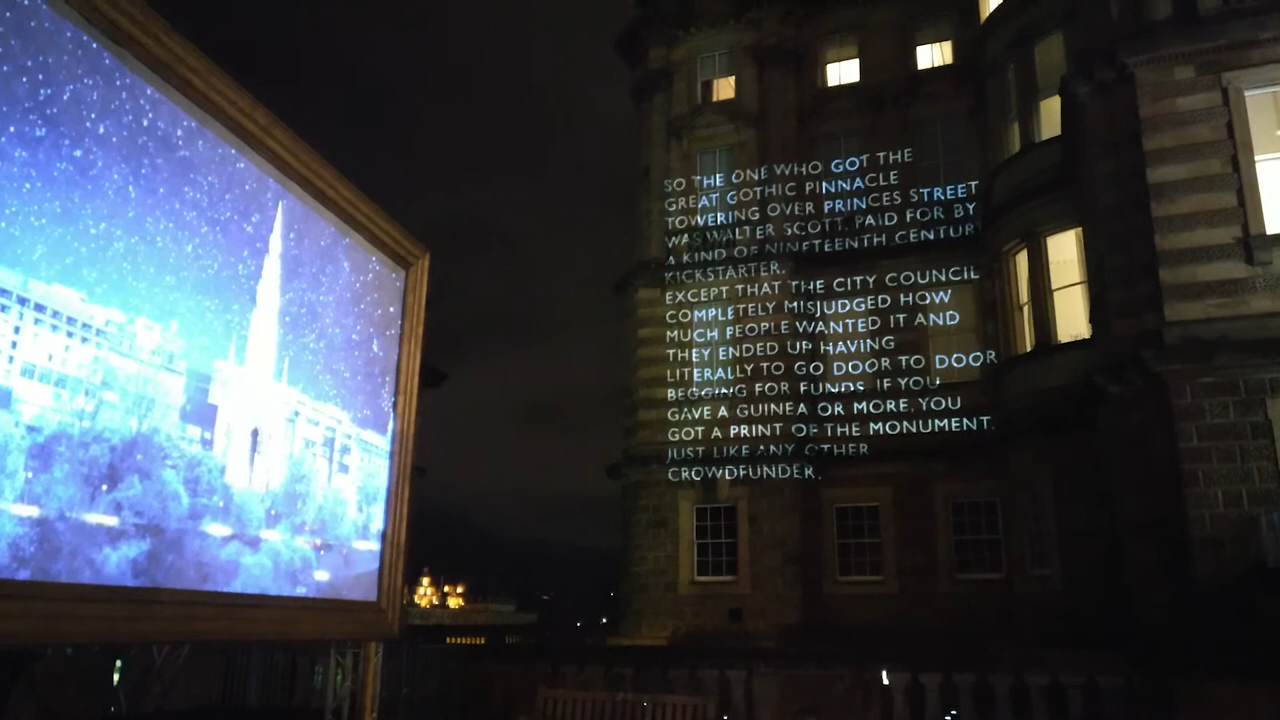 SO THE ONE WHO GOT THE
GREAT GOTHIC PINNACLE
TOWERING OVER PRINCES STREET
WAS WALTER SCOTT. PAID FOR BY
A KIND OF NINETEENTH CENTURY
KICKSTARTER.
EXCEPT THAT THE CITY COUNCIL
COMPLETELY MISJUDGED HOW
MUCH PEOPLE WANTED IT AND
THEY ENDED UP HAVING
LITERALLY TO GO DOOR TO DOOR
BEGGING FOR FUNDS. IF YOU
GAVE A GUINEA OR MORE, YOU
GOT A PRINT OF THE MONUMENT.
JUST LIKE ANY OTHER
CROWDFUNDER.